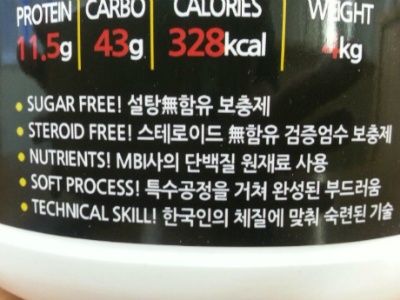 PROTEIN CARBO CALORIES WEIGHT
11.5g 43g 328kcal 4kg
• SUGAR FREE! 설탕無함유 보충제
• STEROID FREE! 스테로이드 無함유 검증엄수 보충제
• NUTRIENTS! MBI사의 단백질 원재료 사용
• SOFT PROCESS! 특수공정을 거쳐 완성된 부드러움
• TECHNICAL SKILL! 한국인의 체질에 맞춰 숙련된 기술